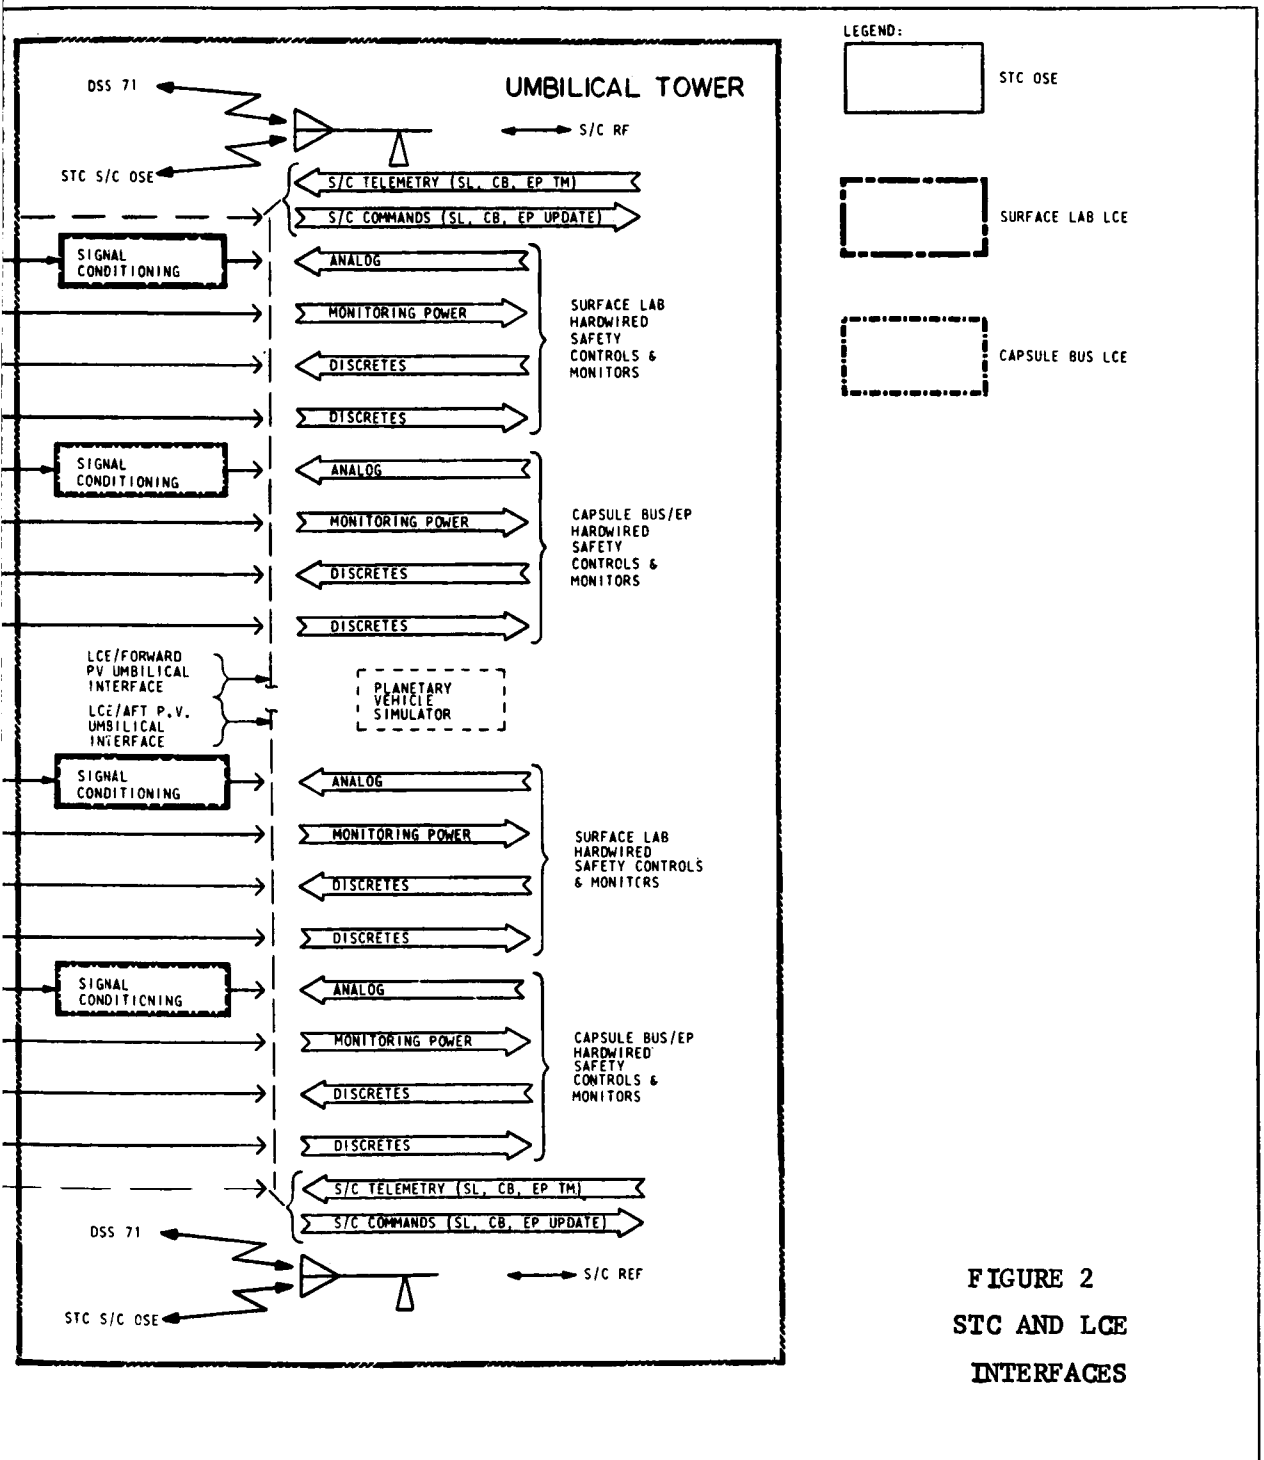 LEGEND:
STC OSE
SURFACE LAB LCE
CAPSULE BUS LCE
UMBILICAL TOWER
DSS 71
S/C RF
STC S/C OSE
S/C TELEMETRY (SL, CB, EP TM)
S/C COMMANDS (SL, CB, EP UPDATE)
SIGNAL
CONDITIONING
ANALOG
MONITORING POWER
DISCRETES
DISCRETES
SURFACE LAB
HARDWIRED
SAFETY
CONTROLS &
MONITORS
SIGNAL
CONDITIONING
ANALOG
MONITORING POWER
DISCRETES
DISCRETES
CAPSULE BUS/EP
HARDWIRED
SAFETY
CONTROLS &
MONITORS
LCE/FORWARD
PV UMBILICAL
INTERFACE
LCE/AFT P.V.
UMBILICAL
INTERFACE
PLANETARY
VEHICLE
SIMULATOR
SIGNAL
CONDITIONING
ANALOG
MONITORING POWER
DISCRETES
DISCRETES
SURFACE LAB
HARDWIRED
SAFETY CONTROLS
& MONITORS
SIGNAL
CONDITIONING
ANALOG
MONITORING POWER
DISCRETES
DISCRETES
CAPSULE BUS/EP
HARDWIRED
SAFETY
CONTROLS &
MONITORS
S/C TELEMETRY (SL, CB, EP TM)
S/C COMMANDS (SL, CB, EP UPDATE)
DSS 71
S/C REF
STC S/C OSE
FIGURE 2
STC AND LCE
INTERFACES